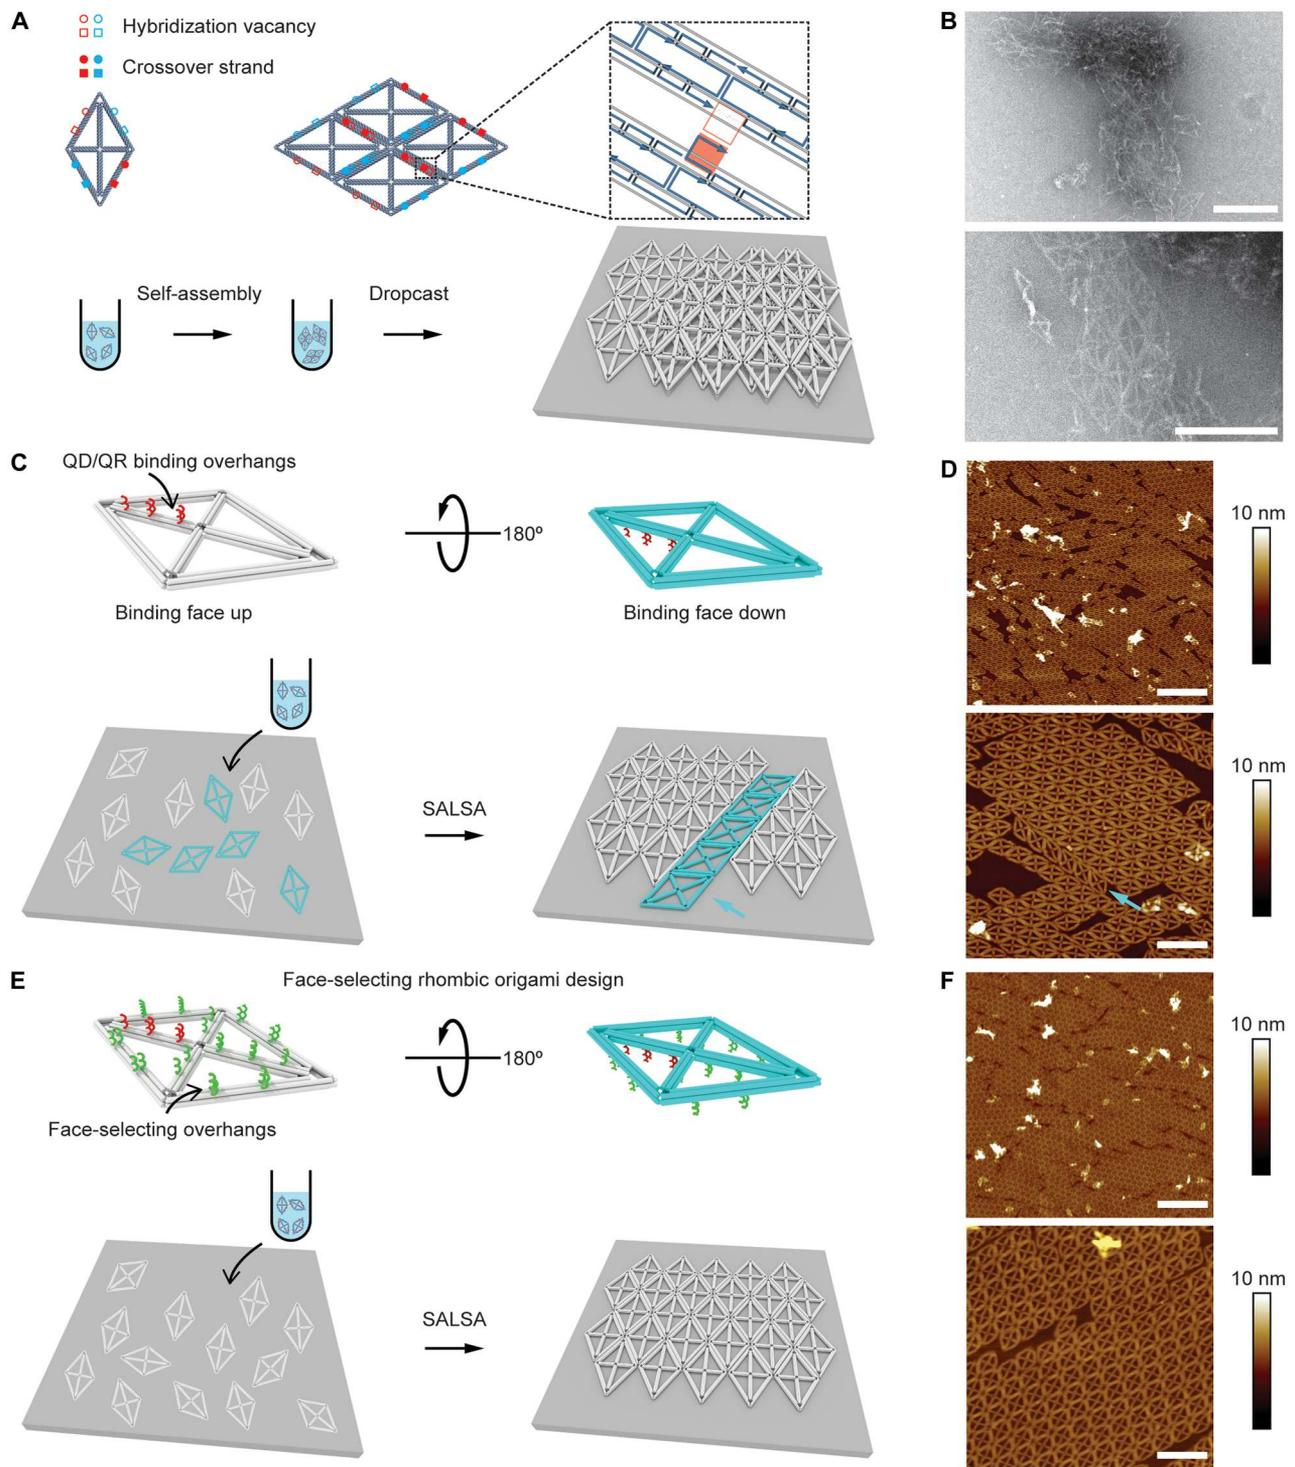 A
Hybridization vacancy
Crossover strand
Self-assembly
Dropcast
B
C
QD/QR binding overhangs
180º
Binding face up
Binding face down
SALSA
D
10 nm
10 nm
E
Face-selecting rhombic origami design
180º
Face-selecting overhangs
SALSA
F
10 nm
10 nm